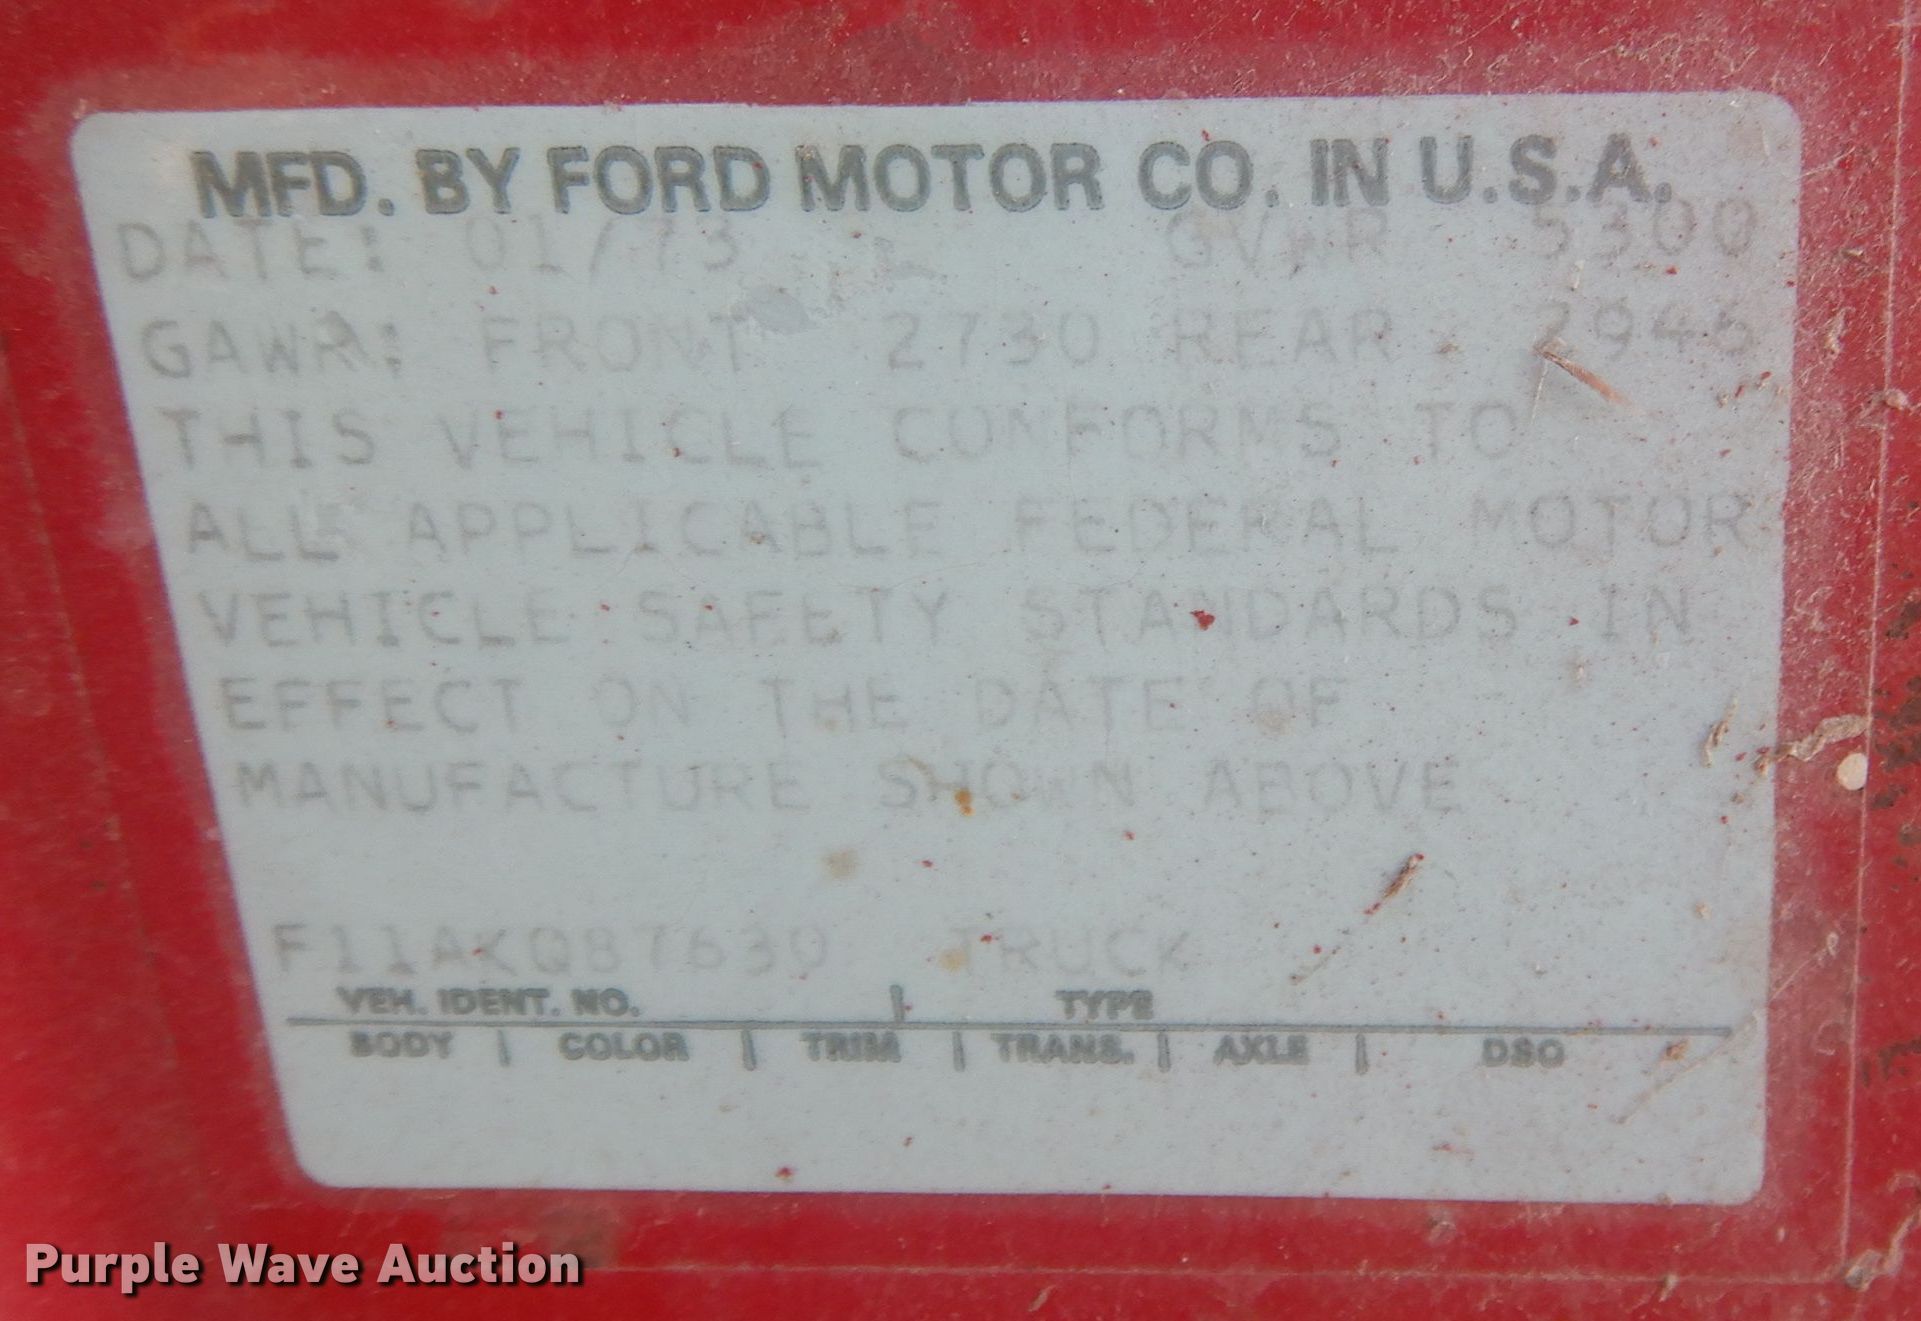 MFD. BY FORD MOTOR CO. IN U.S.A.
DATE: 01/73 GVWR 5300
GAWR: FRONT 2730 REAR 2945
THIS VEHICLE CONFORMS TO
ALL APPLICABLE FEDERAL MOTOR
VEHICLE SAFETY STANDARDS IN
EFFECT ON THE DATE OF
MANUFACTURE SHOWN ABOVE
F11AKQ87630 TRUCK
VEH. IDENT. NO. | TYPE
BODY | COLOR | TRIM | TRANS. | AXLE | DSO
Purple Wave Auction